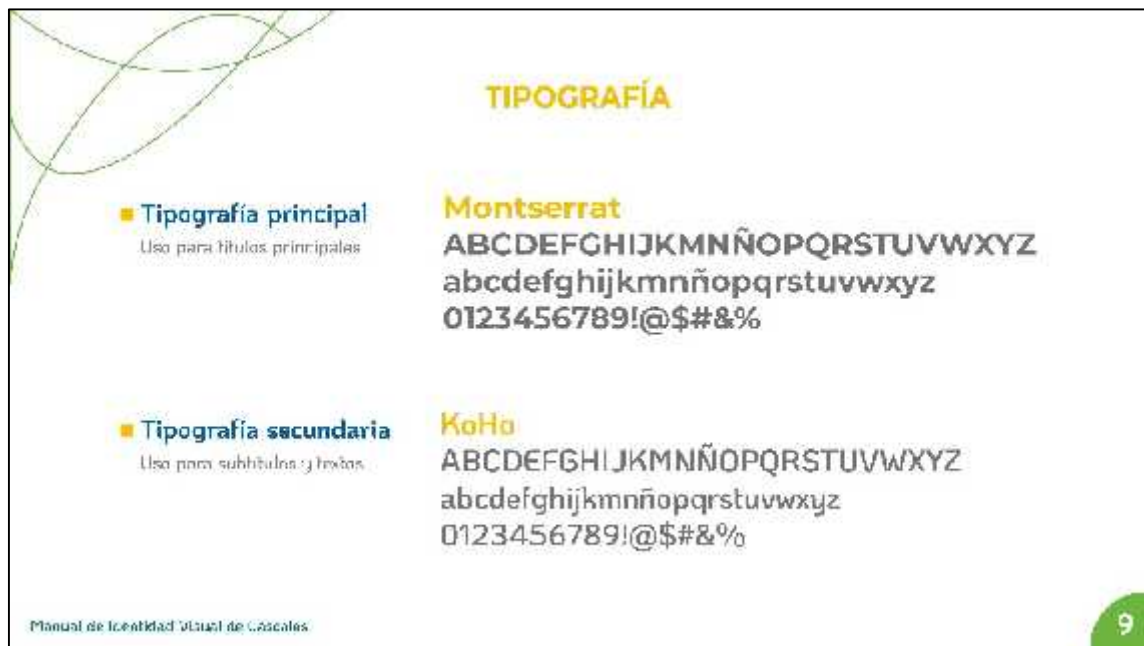 TIPOGRAFÍA
Tipografía principal
Uso para títulos principales
Montserrat
ABCDEFGHIJKMNÑOPQRSTUVWXYZ
abcdefghijkmnñopqrstuvwxyz
0123456789!@$#&%
Tipografía secundaria
Uso para subtítulos y textos
KoHo
ABCDEFGHIJKMNÑOPQRSTUVWXYZ
abcdefghijkmnñopqrstuvwxyz
0123456789!@$#&%
Manual de Identidad Visual de Cascales
9